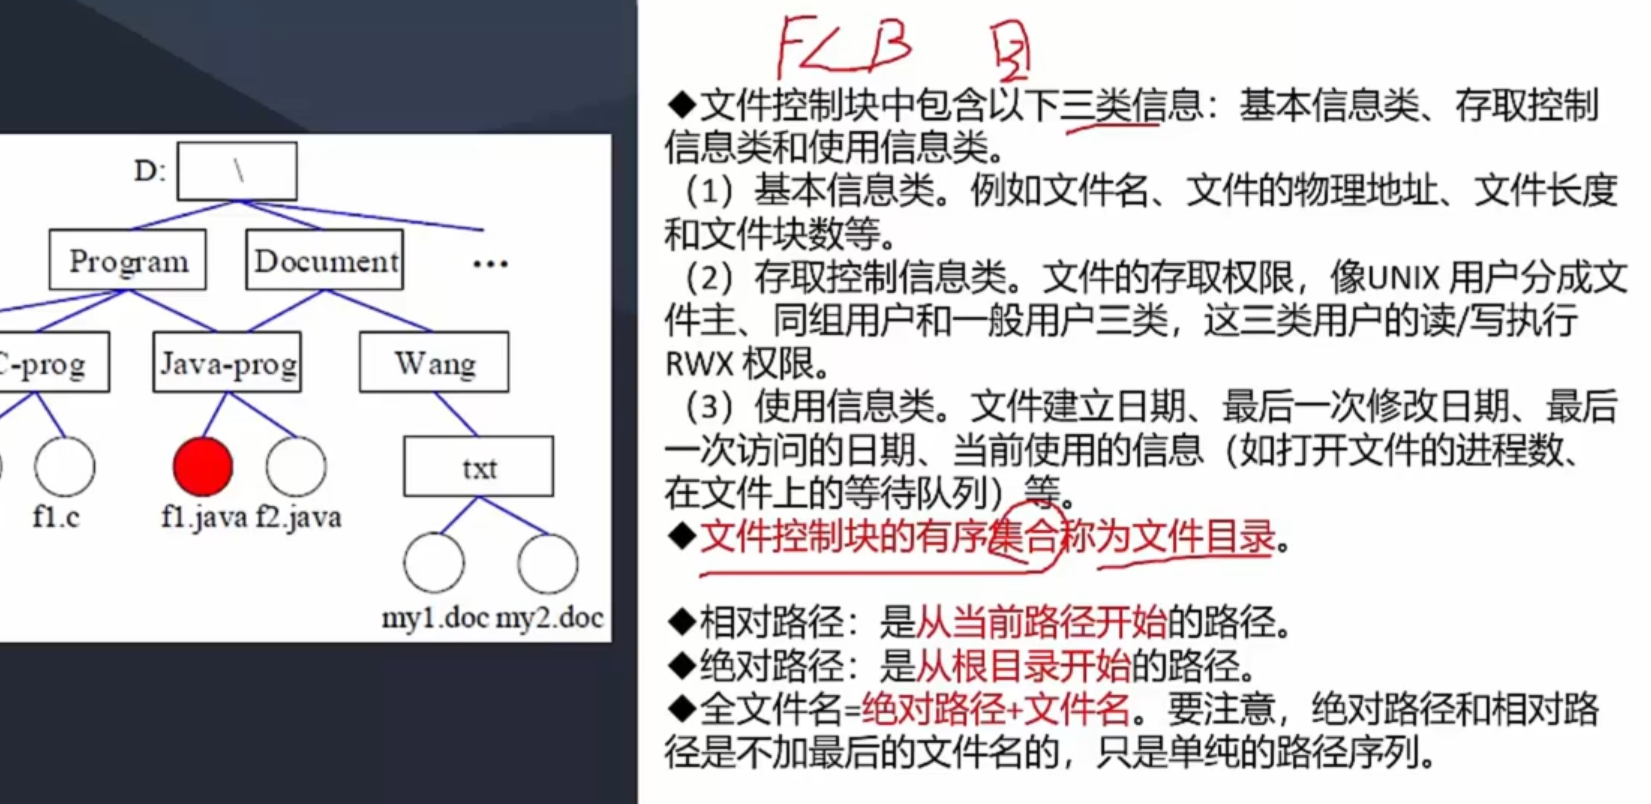 FCB
D: \
Program Document ...
C-prog Java-prog Wang
txt
f1.c f1.java f2.java
my1.doc my2.doc
◆文件控制块中包含以下三类信息：基本信息类、存取控制
信息类和使用信息类。
（1）基本信息类。例如文件名、文件的物理地址、文件长度
和文件块数等。
（2）存取控制信息类。文件的存取权限，像UNIX 用户分成文
件主、同组用户和一般用户三类，这三类用户的读/写执行
RWX 权限。
（3）使用信息类。文件建立日期、最后一次修改日期、最后
一次访问的日期、当前使用的信息（如打开文件的进程数、
在文件上的等待队列）等。
◆文件控制块的有序集合称为文件目录。
◆相对路径：是从当前路径开始的路径。
◆绝对路径：是从根目录开始的路径。
◆全文件名=绝对路径+文件名。要注意，绝对路径和相对路
径是不加最后的文件名的，只是单纯的路径序列。